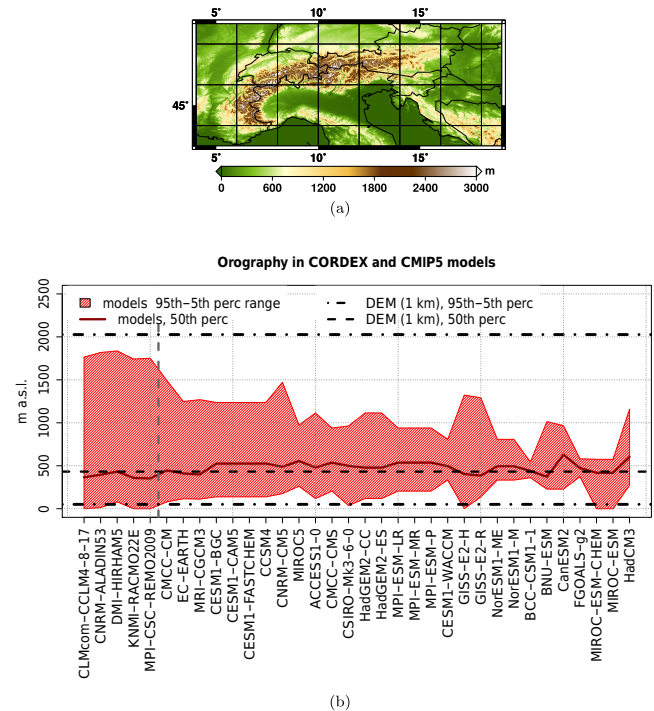 5° 10° 15°
45° 45°
5° 10° 15°
m
0 600 1200 1800 2400 3000
(a)
Orography in CORDEX and CMIP5 models
models 95th−5th perc range
models, 50th perc
DEM (1 km), 95th−5th perc
DEM (1 km), 50th perc
m a.s.l.
2500
2000
1500
1000
500
0
CLMcom−CCLM4−8−17
CNRM−ALADIN53
DMI−HIRHAM5
KNMI−RACMO22E
MPI−CSC−REMO2009
CMCC−CM
EC−EARTH
MRI−CGCM3
CESM1−BGC
CESM1−CAM5
CESM1−FASTCHEM
CCSM4
CNRM−CM5
MIROC5
ACCESS1−0
CMCC−CMS
CSIRO−Mk3−6−0
HadGEM2−CC
HadGEM2−ES
MPI−ESM−LR
MPI−ESM−MR
MPI−ESM−P
CESM1−WACCM
GISS−E2−H
GISS−E2−R
NorESM1−ME
NorESM1−M
BCC−CSM1−1
BNU−ESM
CanESM2
FGOALS−g2
MIROC−ESM−CHEM
MIROC−ESM
HadCM3
(b)